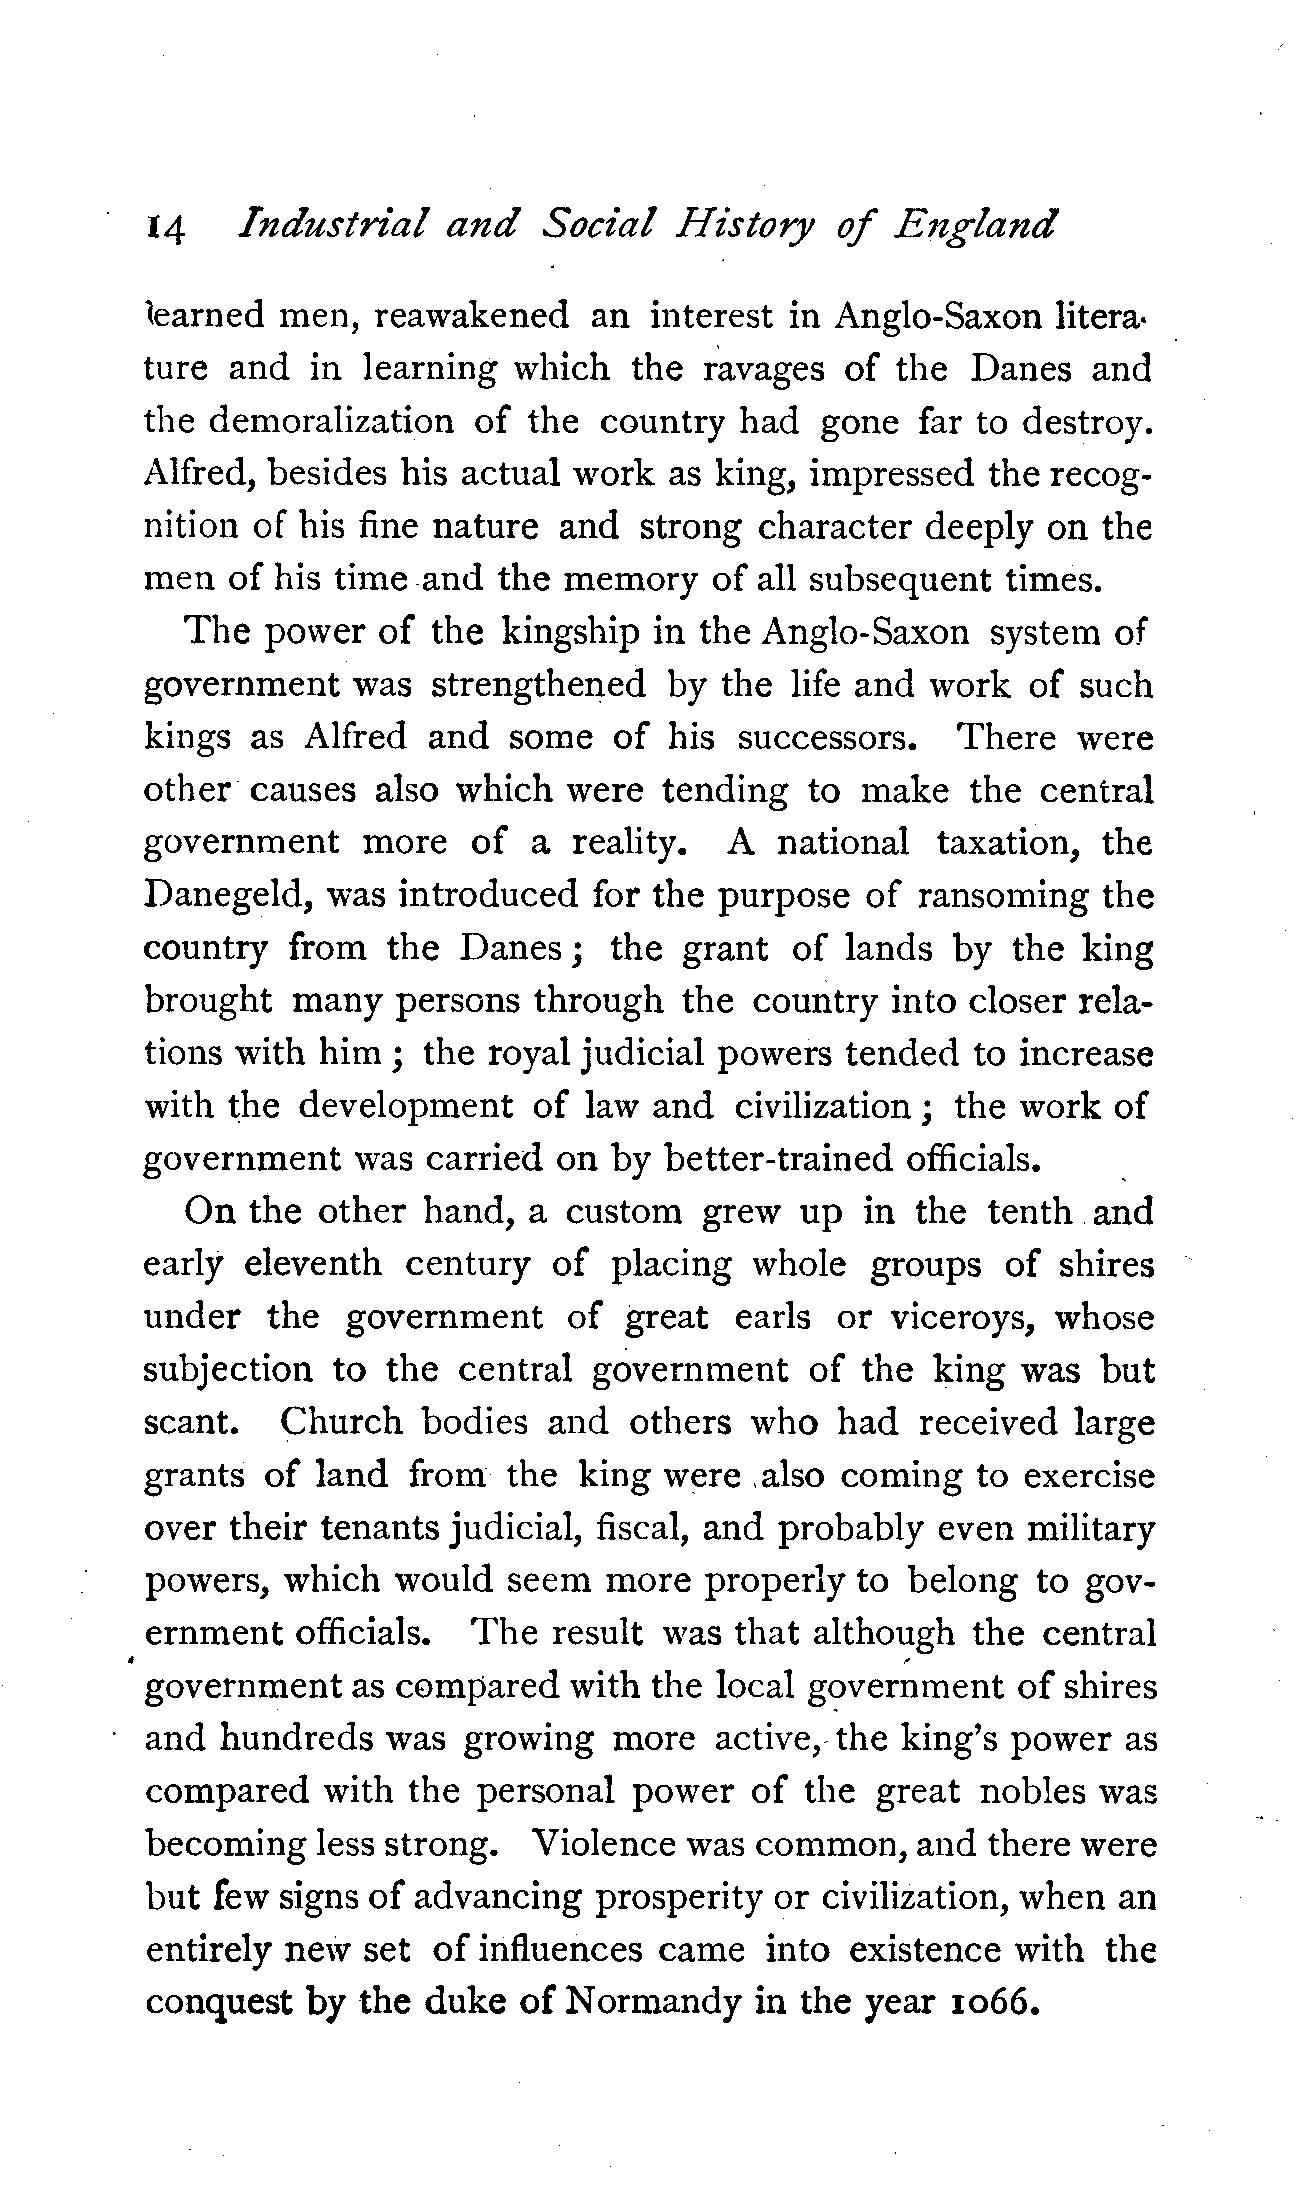 14 Industrial and Social History of England
learned men, reawakened an interest in Anglo-Saxon litera-
ture and in learning which the ravages of the Danes and
the demoralization of the country had gone far to destroy.
Alfred, besides his actual work as king, impressed the recog-
nition of his fine nature and strong character deeply on the
men of his time and the memory of all subsequent times.
The power of the kingship in the Anglo-Saxon system of
government was strengthened by the life and work of such
kings as Alfred and some of his successors. There were
other causes also which were tending to make the central
government more of a reality. A national taxation, the
Danegeld, was introduced for the purpose of ransoming the
country from the Danes; the grant of lands by the king
brought many persons through the country into closer rela-
tions with him; the royal judicial powers tended to increase
with the development of law and civilization; the work of
government was carried on by better-trained officials.
On the other hand, a custom grew up in the tenth and
early eleventh century of placing whole groups of shires
under the government of great earls or viceroys, whose
subjection to the central government of the king was but
scant. Church bodies and others who had received large
grants of land from the king were also coming to exercise
over their tenants judicial, fiscal, and probably even military
powers, which would seem more properly to belong to gov-
ernment officials. The result was that although the central
government as compared with the local government of shires
and hundreds was growing more active, the king's power as
compared with the personal power of the great nobles was
becoming less strong. Violence was common, and there were
but few signs of advancing prosperity or civilization, when an
entirely new set of influences came into existence with the
conquest by the duke of Normandy in the year 1066.